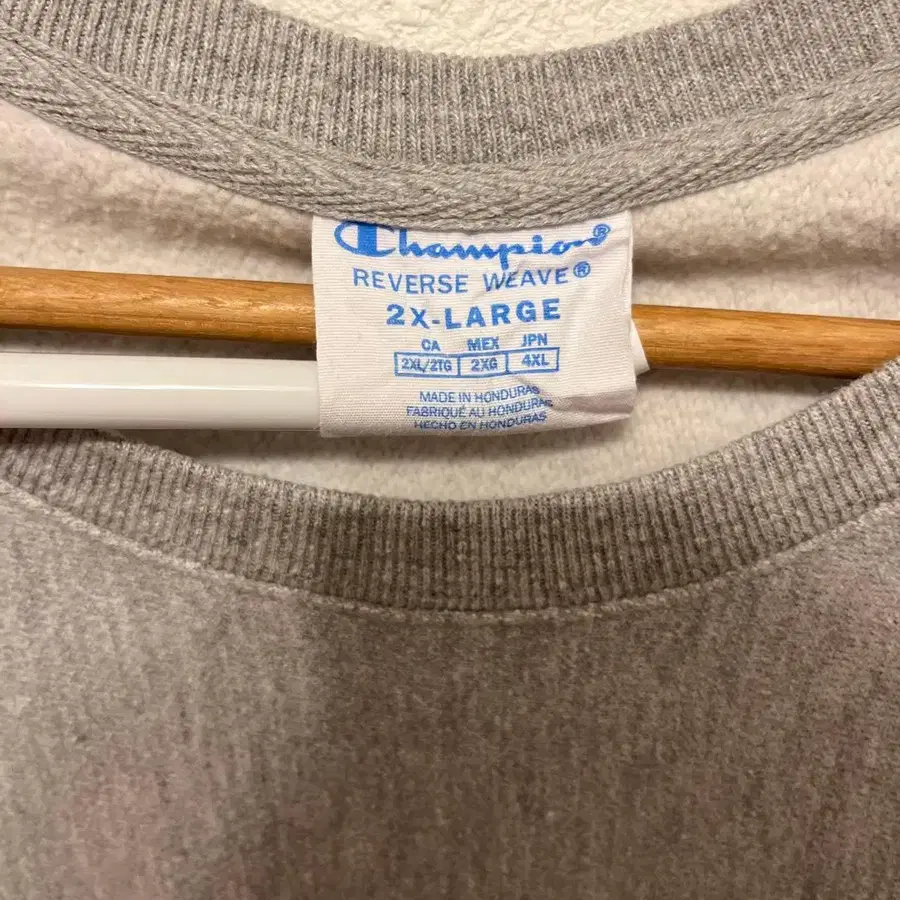 Champion®
REVERSE WEAVE®
2X-LARGE
CA MEX JPN
2XL/2TG 2XG 4XL
MADE IN HONDURAS
FABRIQUÉ AU HONDURAS
HECHO EN HONDURAS